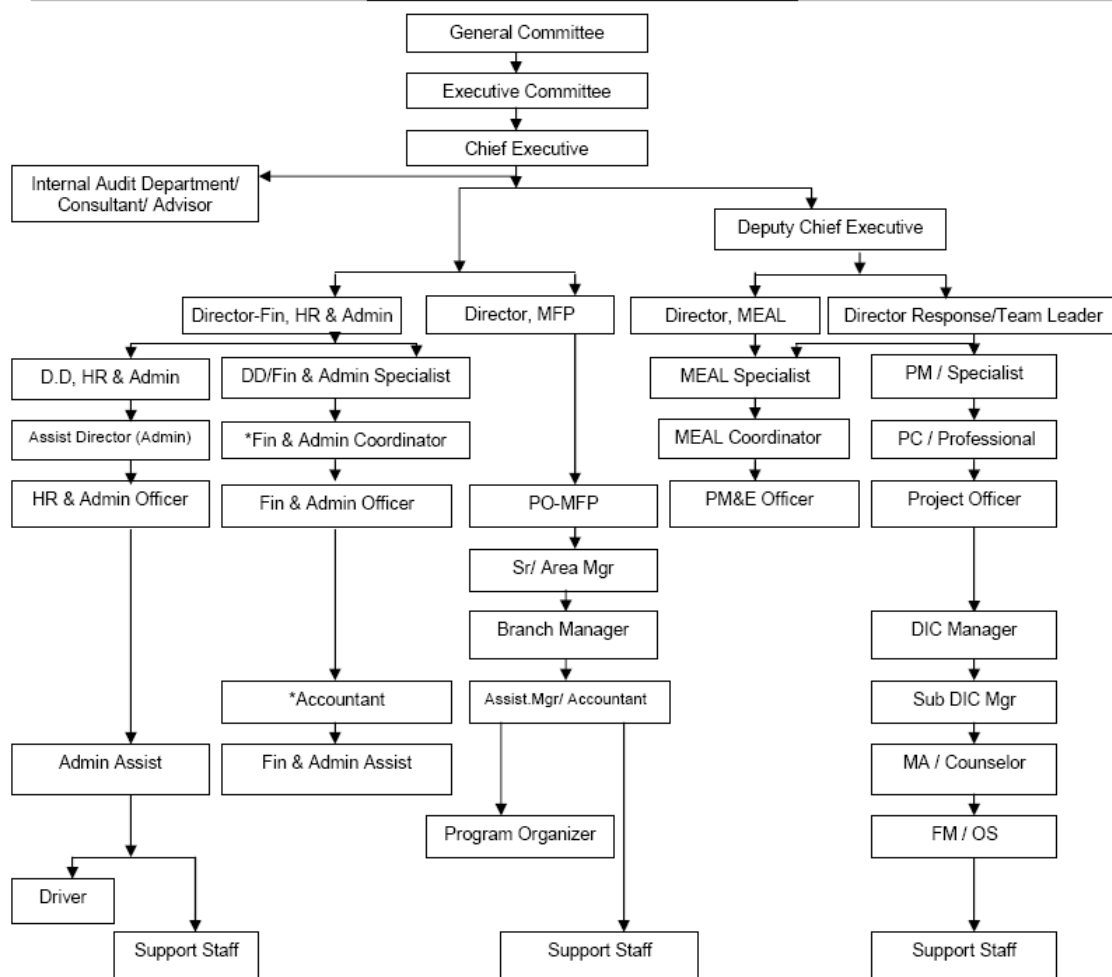 General Committee
Executive Committee
Chief Executive
Internal Audit Department/
Consultant/ Advisor
Deputy Chief Executive
Director-Fin, HR & Admin
Director, MFP
Director, MEAL
Director Response/Team Leader
D.D, HR & Admin
DD/Fin & Admin Specialist
MEAL Specialist
PM / Specialist
Assist Director (Admin)
*Fin & Admin Coordinator
MEAL Coordinator
PC / Professional
HR & Admin Officer
Fin & Admin Officer
PO-MFP
PM&E Officer
Project Officer
Sr/ Area Mgr
Branch Manager
DIC Manager
*Accountant
Assist.Mgr/ Accountant
Sub DIC Mgr
Admin Assist
Fin & Admin Assist
MA / Counselor
Program Organizer
FM / OS
Driver
Support Staff
Support Staff
Support Staff